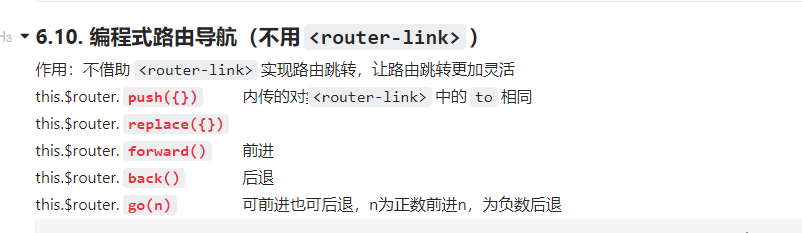 H3 6.10. 编程式路由导航（不用 <router-link> ）
作用：不借助 <router-link> 实现路由跳转，让路由跳转更加灵活
this.$router. push({}) 内传的对 <router-link> 中的 to 相同
this.$router. replace({})
this.$router. forward() 前进
this.$router. back() 后退
this.$router. go(n) 可前进也可后退，n为正数前进n，为负数后退